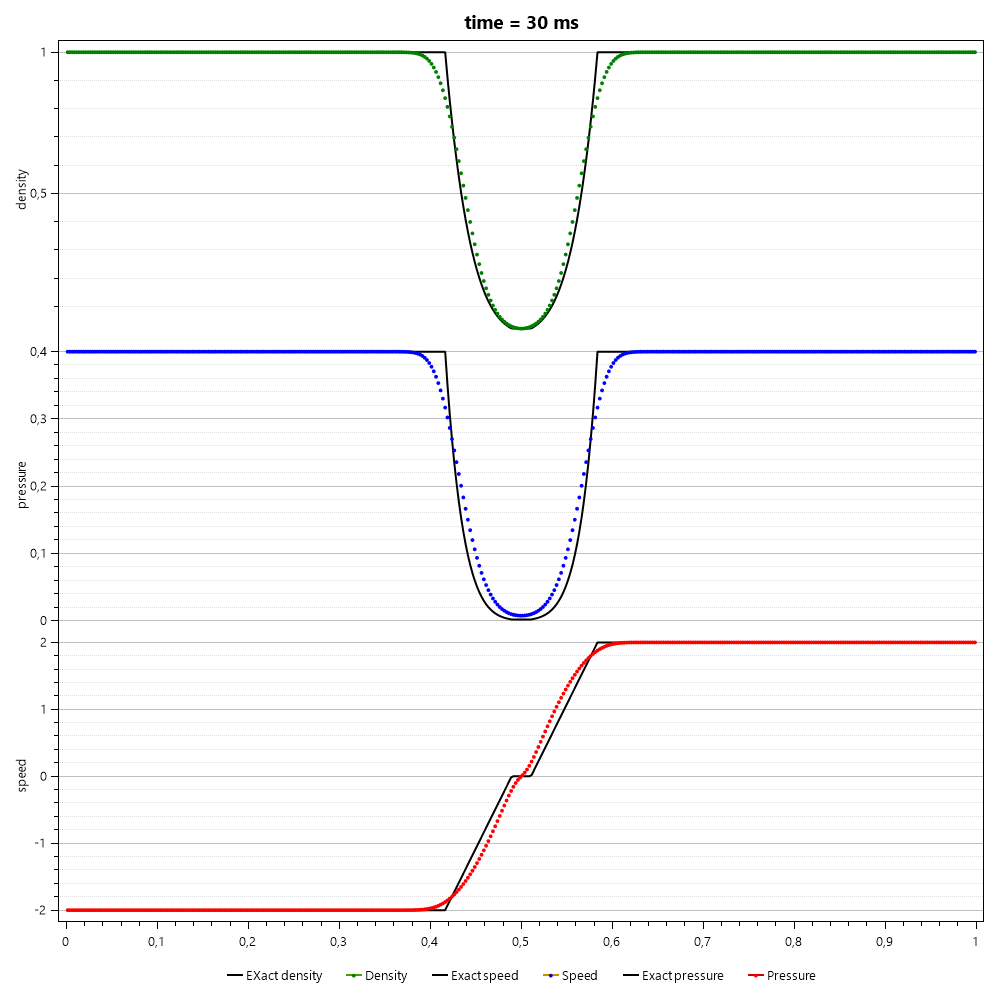 time = 30 ms
1
0,5
density
0,4
0,3
0,2
0,1
0
pressure
2
1
0
-1
-2
speed
0 0,1 0,2 0,3 0,4 0,5 0,6 0,7 0,8 0,9 1
EXact density Density Exact speed Speed Exact pressure Pressure